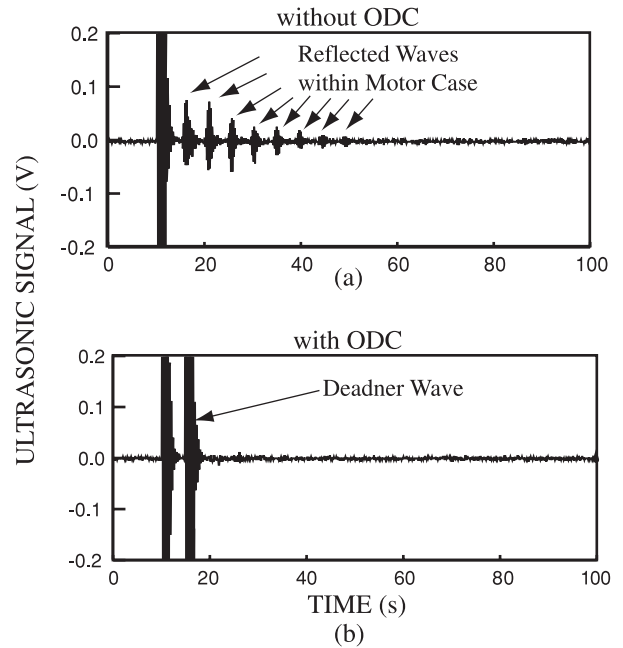 without ODC
Reflected Waves
within Motor Case
0.2
0.1
0.0
-0.1
-0.2
0 20 40 60 80 100
(a)
ULTRASONIC SIGNAL (V)
with ODC
Deadner Wave
0.2
0.1
0.0
-0.1
-0.2
0 20 40 60 80 100
TIME (s)
(b)